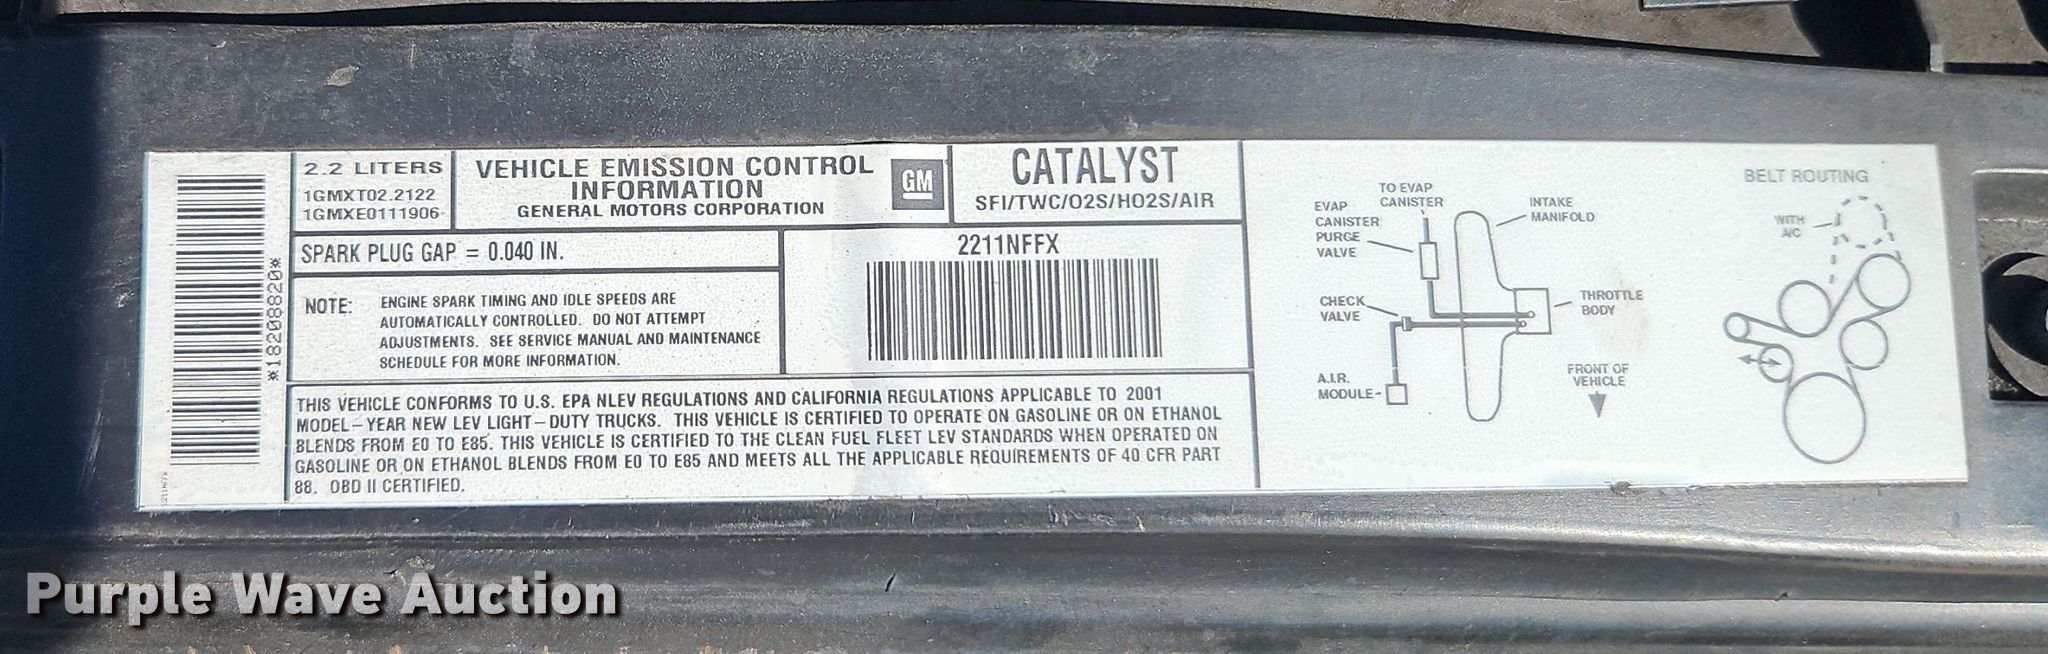 *18208820*
2211NFFX
2.2 LITERS
1GMXT02.2122
1GMXE0111906
VEHICLE EMISSION CONTROL
INFORMATION
GENERAL MOTORS CORPORATION
GM
CATALYST
SFI/TWC/O2S/HO2S/AIR
SPARK PLUG GAP = 0.040 IN.
NOTE: ENGINE SPARK TIMING AND IDLE SPEEDS ARE
AUTOMATICALLY CONTROLLED. DO NOT ATTEMPT
ADJUSTMENTS. SEE SERVICE MANUAL AND MAINTENANCE
SCHEDULE FOR MORE INFORMATION.
2211NFFX
THIS VEHICLE CONFORMS TO U.S. EPA NLEV REGULATIONS AND CALIFORNIA REGULATIONS APPLICABLE TO 2001
MODEL-YEAR NEW LEV LIGHT-DUTY TRUCKS. THIS VEHICLE IS CERTIFIED TO OPERATE ON GASOLINE OR ON ETHANOL
BLENDS FROM E0 TO E85. THIS VEHICLE IS CERTIFIED TO THE CLEAN FUEL FLEET LEV STANDARDS WHEN OPERATED ON
GASOLINE OR ON ETHANOL BLENDS FROM E0 TO E85 AND MEETS ALL THE APPLICABLE REQUIREMENTS OF 40 CFR PART
88. OBD II CERTIFIED.
TO EVAP
CANISTER
EVAP
CANISTER
PURGE
VALVE
INTAKE
MANIFOLD
CHECK
VALVE
THROTTLE
BODY
A.I.R.
MODULE
FRONT OF
VEHICLE
BELT ROUTING
WITH
A/C
Purple Wave Auction